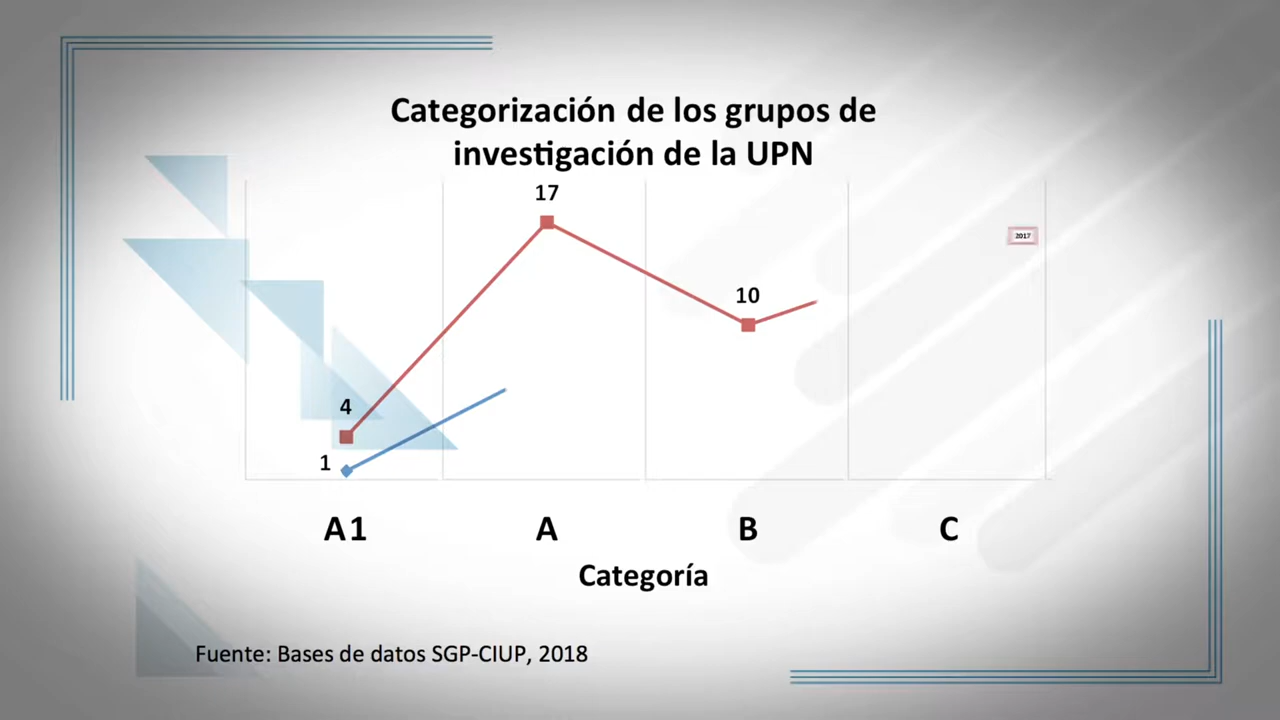 Categorización de los grupos de
investigación de la UPN
17
2017
10
4
1
A1 A B C
Categoría
Fuente: Bases de datos SGP-CIUP, 2018